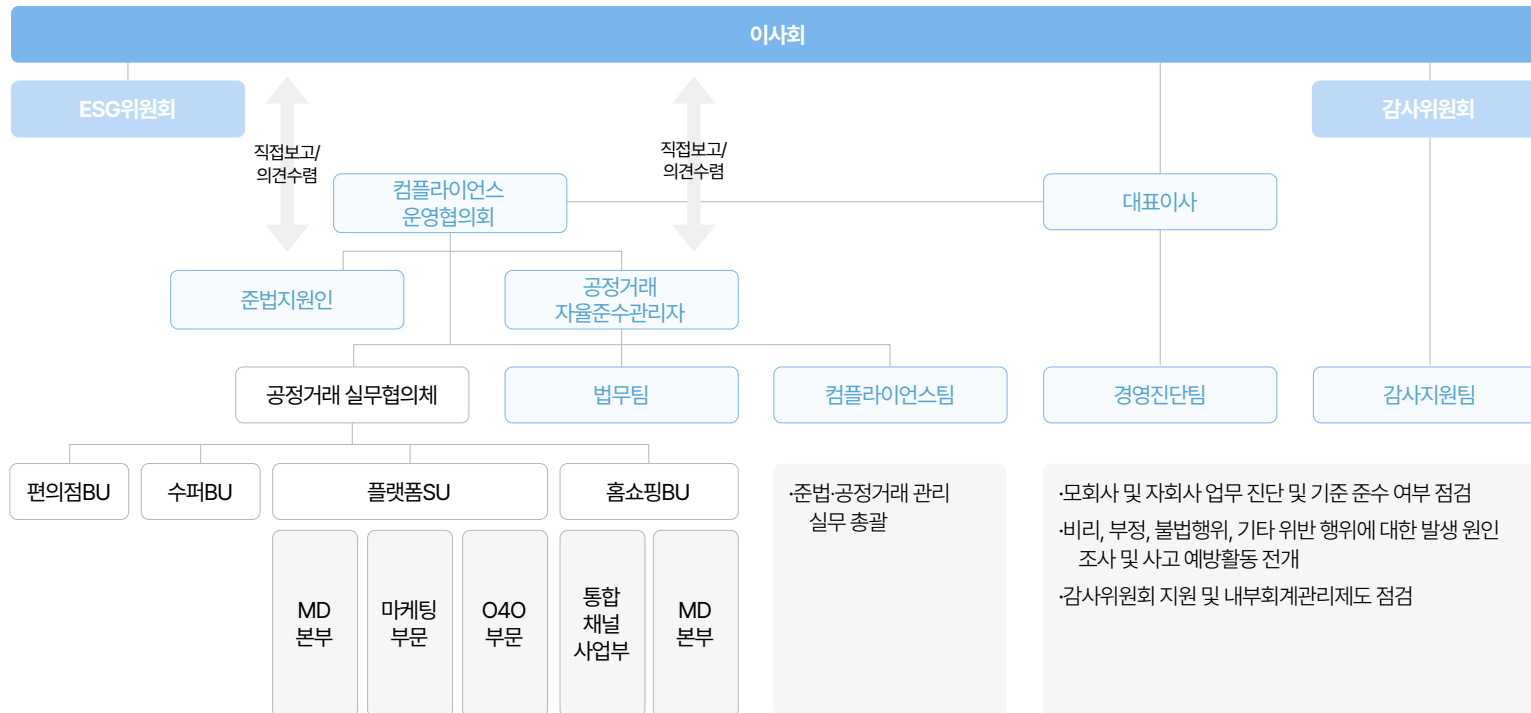 이사회
ESG위원회
감사위원회
직접보고/
의견수렴
직접보고/
의견수렴
컴플라이언스
운영협의회
대표이사
준법지원인
공정거래
자율준수관리자
공정거래 실무협의체
법무팀
컴플라이언스팀
경영진단팀
감사지원팀
편의점BU
수퍼BU
플랫폼SU
홈쇼핑BU
MD
본부
마케팅
부문
O4O
부문
통합
채널
사업부
MD
본부
·준법·공정거래 관리
실무 총괄
·모회사 및 자회사 업무 진단 및 기준 준수 여부 점검
·비리, 부정, 불법행위, 기타 위반 행위에 대한 발생 원인
조사 및 사고 예방활동 전개
·감사위원회 지원 및 내부회계관리제도 점검